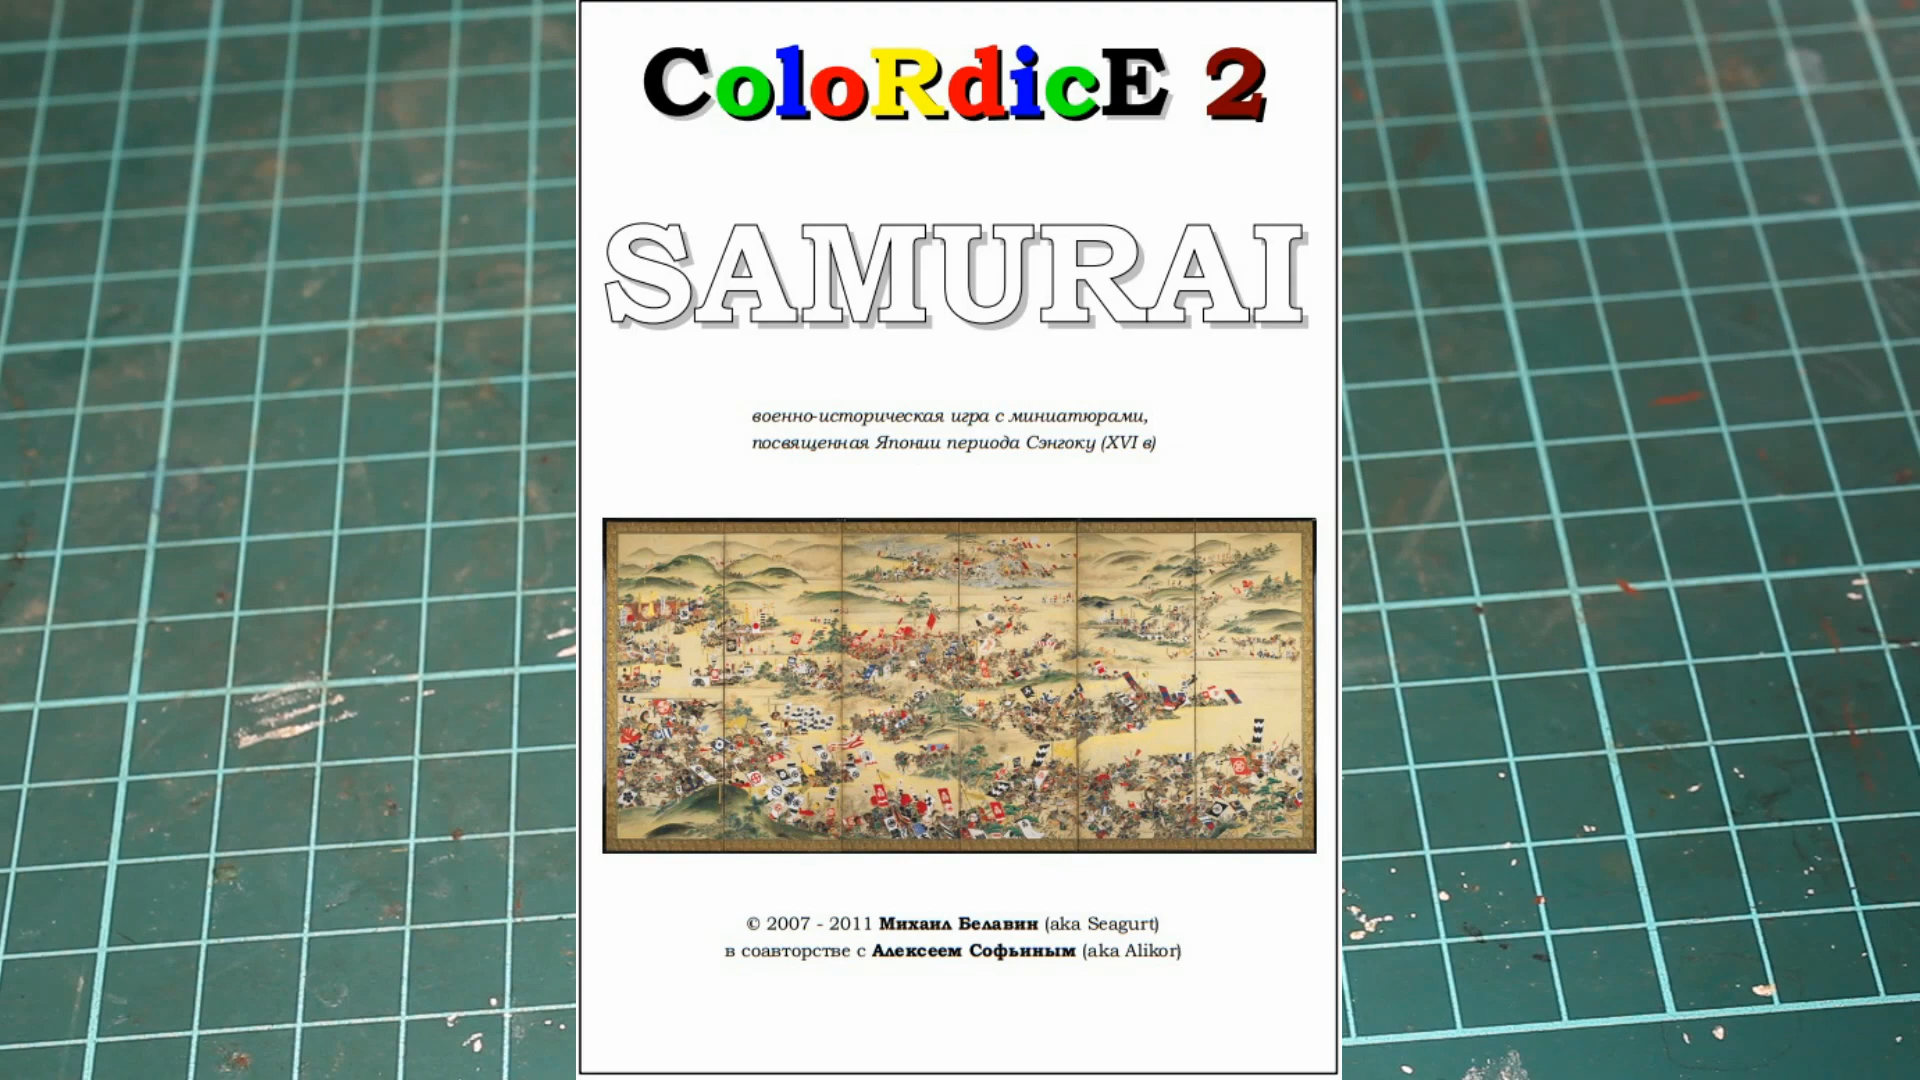 ColoRdicE 2
SAMURAI
военно-историческая игра с миниатюрами,
посвященная Японии периода Сэнгоку (XVI в)
© 2007 - 2011 Михаил Белавин (aka Seagurt)
в соавторстве с Алексеем Софьиным (aka Alikor)